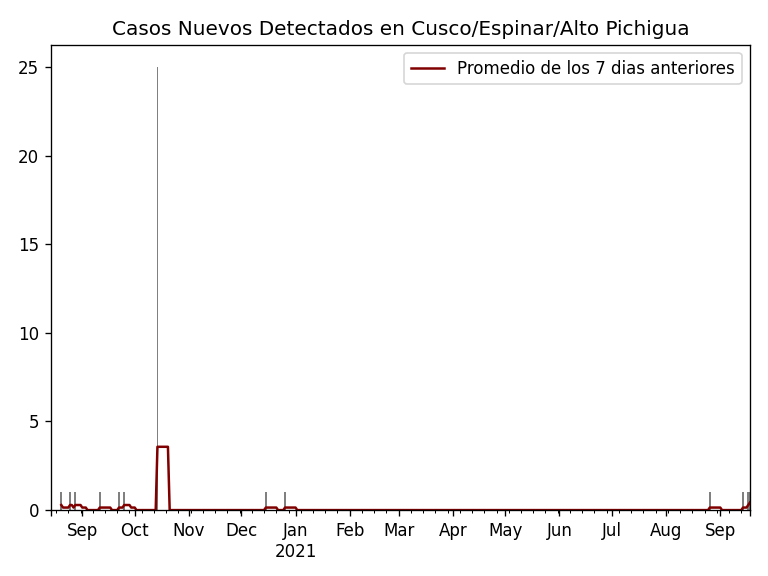 Casos Nuevos Detectados en Cusco/Espinar/Alto Pichigua
Promedio de los 7 dias anteriores
25
20
15
10
5
0
Sep Oct Nov Dec Jan Feb Mar Apr May Jun Jul Aug Sep
2021